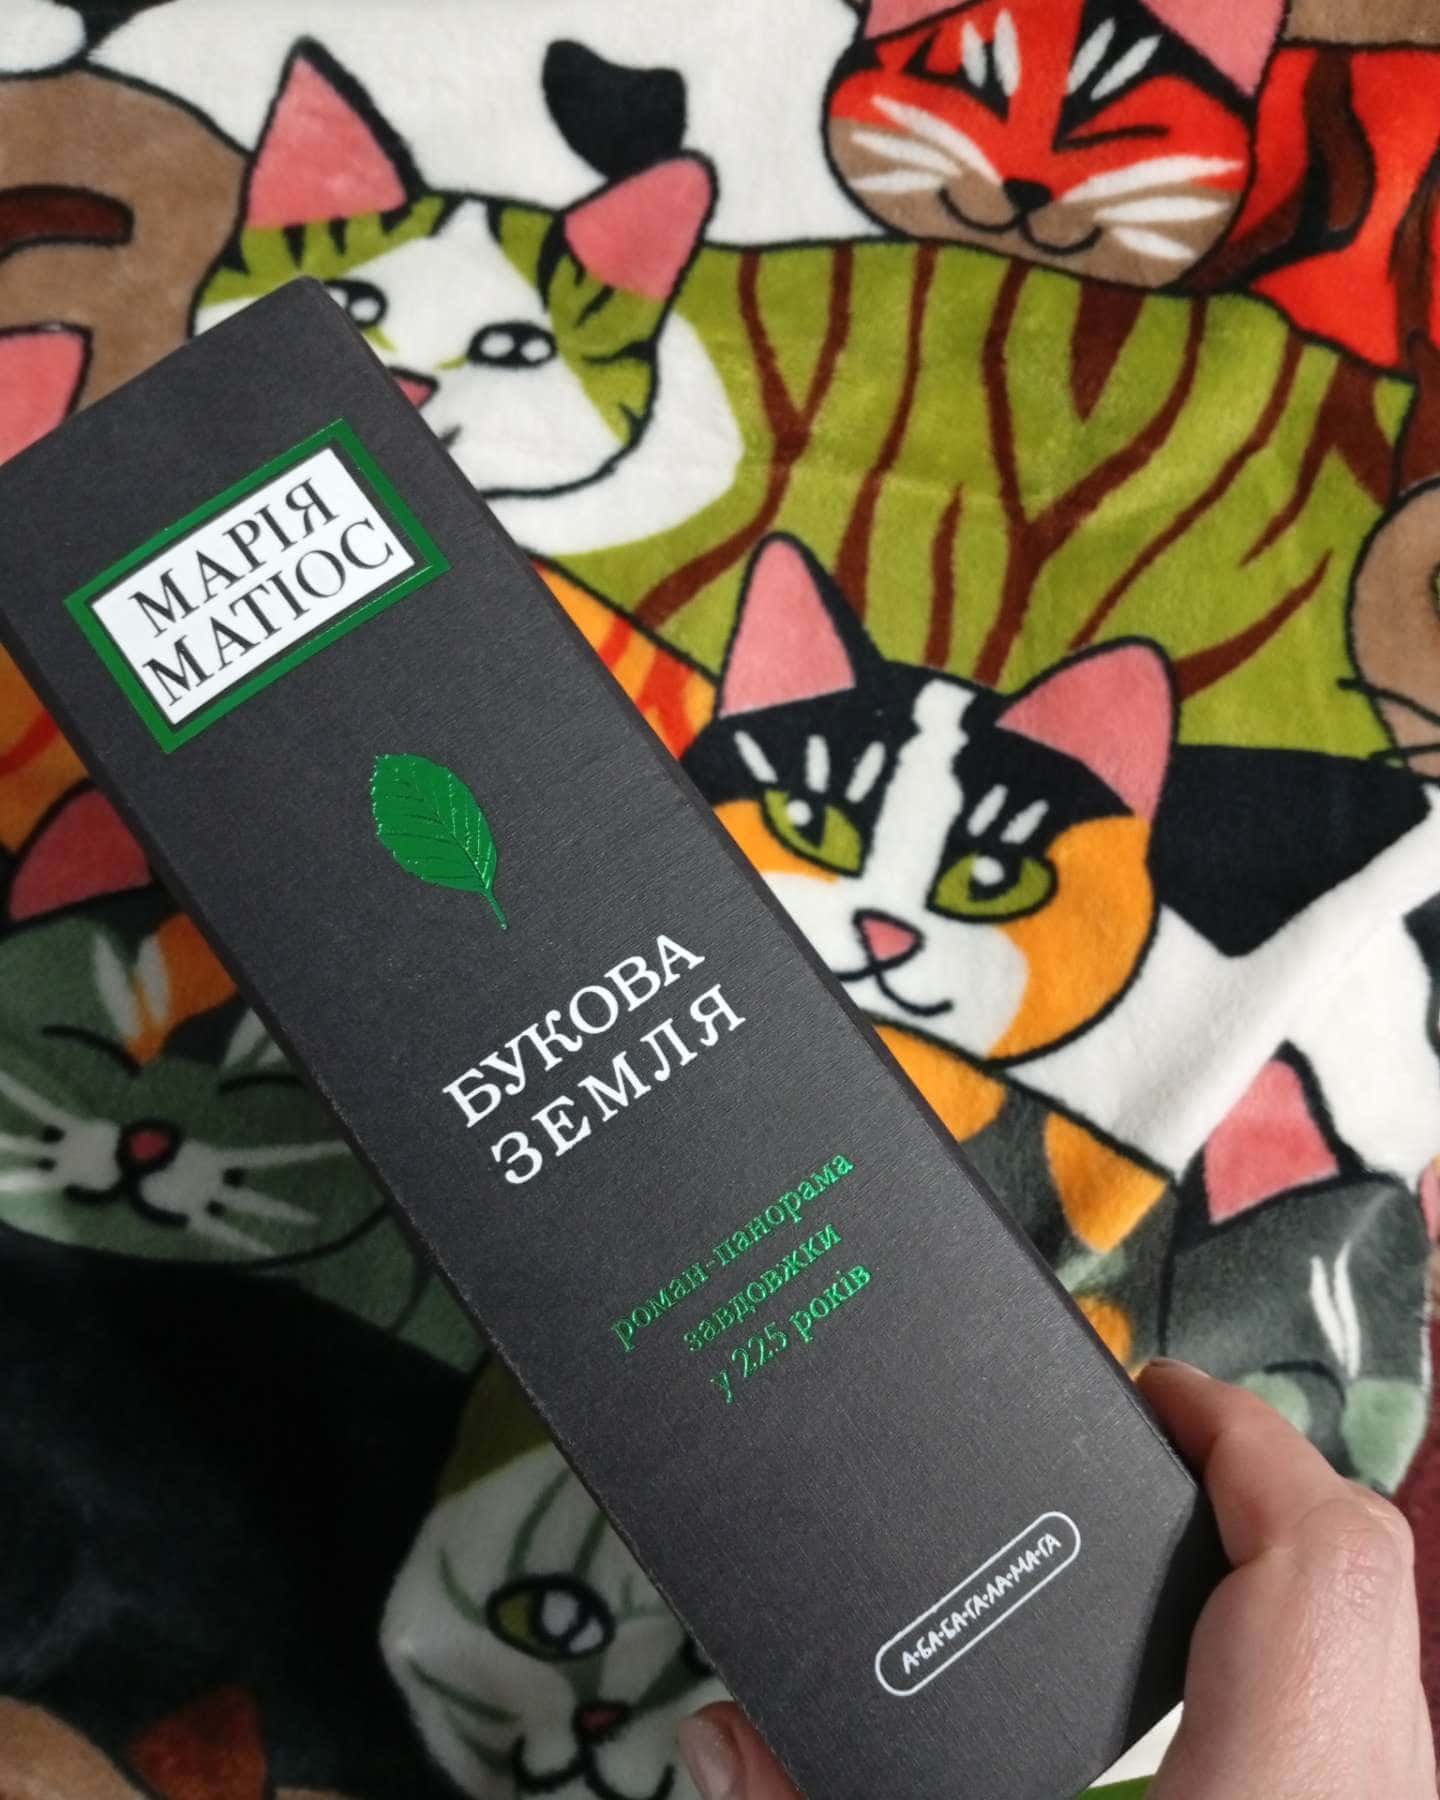 МАРІЯ
МАТІОС
БУКОВА
ЗЕМЛЯ
роман-панорама
завдовжки
у 225 років
А-БА-БА-ГА-ЛА-МА-ГА